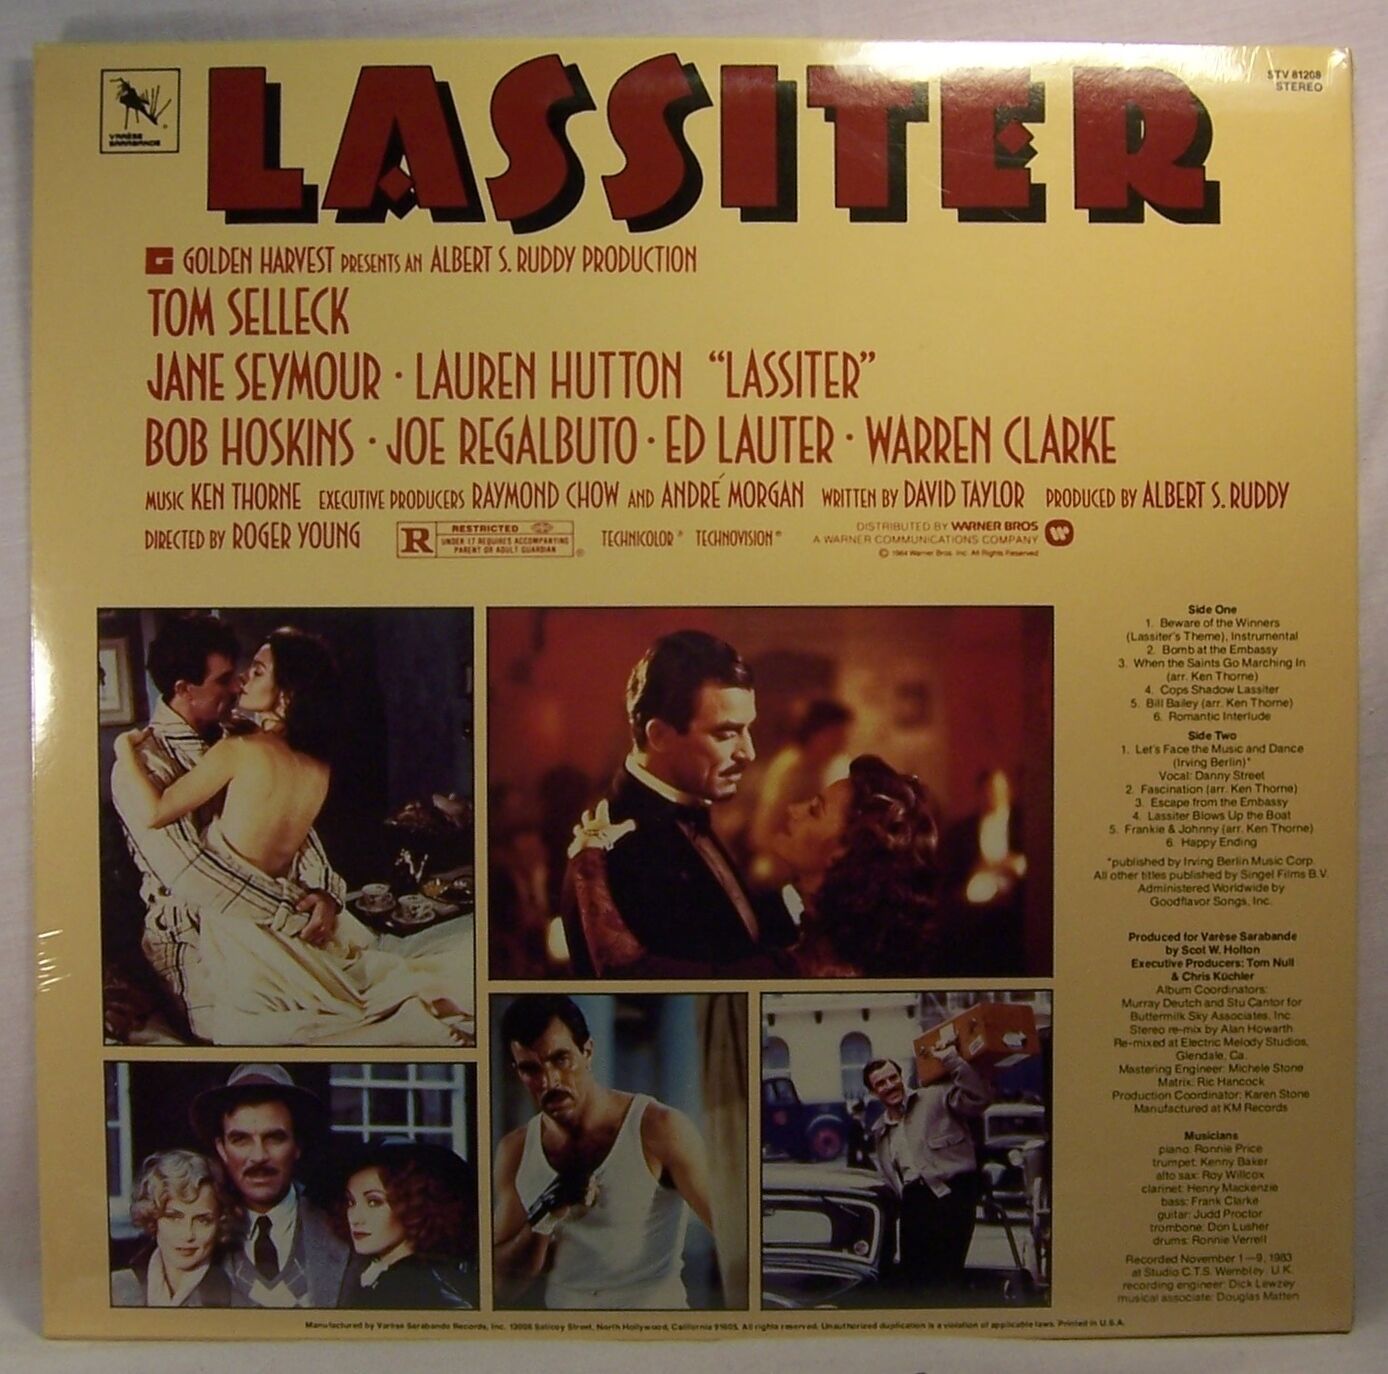 VARÈSE
SARABANDE
LASSITER
STV 81208
STEREO
G GOLDEN HARVEST PRESENTS AN ALBERT S. RUDDY PRODUCTION
TOM SELLECK
JANE SEYMOUR · LAUREN HUTTON “LASSITER”
BOB HOSKINS · JOE REGALBUTO · ED LAUTER · WARREN CLARKE
MUSIC KEN THORNE EXECUTIVE PRODUCERS RAYMOND CHOW AND ANDRÉ MORGAN WRITTEN BY DAVID TAYLOR PRODUCED BY ALBERT S. RUDDY
DIRECTED BY ROGER YOUNG
R RESTRICTED
UNDER 17 REQUIRES ACCOMPANYING
PARENT OR ADULT GUARDIAN ®
TECHNICOLOR® TECHNOVISION®
DISTRIBUTED BY WARNER BROS
A WARNER COMMUNICATIONS COMPANY
© 1984 Warner Bros. Inc. All Rights Reserved
Side One
1. Beware of the Winners
(Lassiter's Theme), Instrumental
2. Bomb at the Embassy
3. When the Saints Go Marching In
(arr. Ken Thorne)
4. Cops Shadow Lassiter
5. Bill Bailey (arr. Ken Thorne)
6. Romantic Interlude
Side Two
1. Let's Face the Music and Dance
(Irving Berlin)*
Vocal: Danny Street
2. Fascination (arr. Ken Thorne)
3. Escape from the Embassy
4. Lassiter Blows Up the Boat
5. Frankie & Johnny (arr. Ken Thorne)
6. Happy Ending
*published by Irving Berlin Music Corp.
All other titles published by Singel Films B.V.
Administered Worldwide by
Goodflavor Songs, Inc.
Produced for Varèse Sarabande
by Scot W. Holton
Executive Producers: Tom Null
& Chris Küchler
Album Coordinators:
Murray Deutch and Stu Cantor for
Buttermilk Sky Associates, Inc.
Stereo re-mix by Alan Howarth
Re-mixed at Electric Melody Studios,
Glendale, Ca.
Mastering Engineer: Michele Stone
Matrix: Ric Hancock
Production Coordinator: Karen Stone
Manufactured at KM Records
Musicians
piano: Ronnie Price
trumpet: Kenny Baker
alto sax: Roy Willcox
clarinet: Henry Mackenzie
bass: Frank Clarke
guitar: Judd Proctor
trombone: Don Lusher
drums: Ronnie Verrell
Recorded November 1—9, 1983
at Studio C.T.S. Wembley, U.K.
recording engineer: Dick Lewzey
musical associate: Douglas Matten
Manufactured by Varèse Sarabande Records, Inc. 13006 Saticoy Street, North Hollywood, California 91605. All rights reserved. Unauthorized duplication is a violation of applicable laws. Printed in U.S.A.